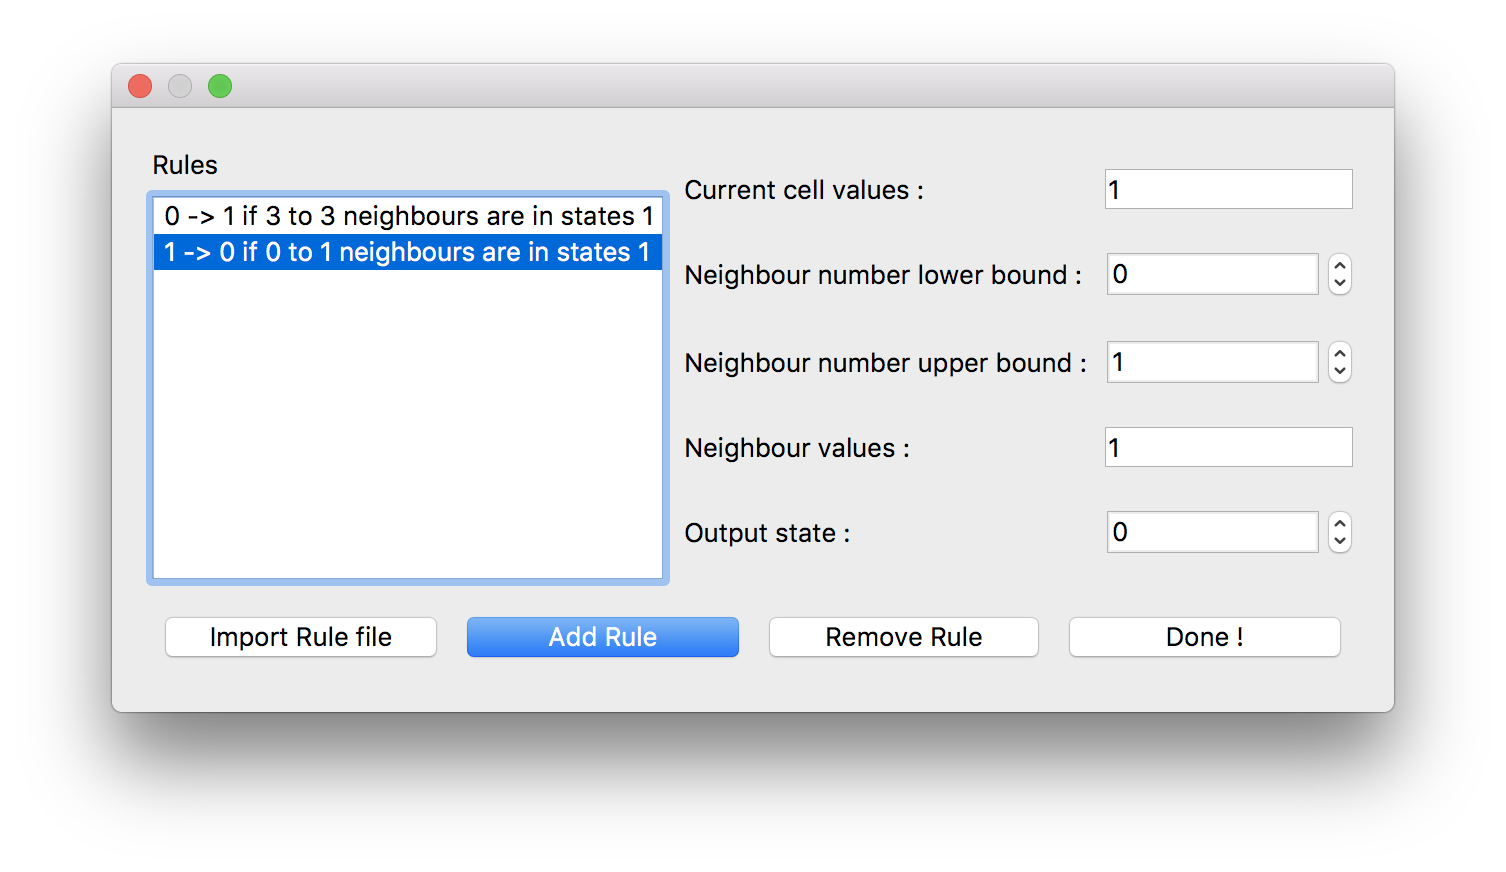 Rules
0 -> 1 if 3 to 3 neighbours are in states 1
1 -> 0 if 0 to 1 neighbours are in states 1
Current cell values : 1
Neighbour number lower bound : 0
Neighbour number upper bound : 1
Neighbour values : 1
Output state : 0
Import Rule file Add Rule Remove Rule Done !